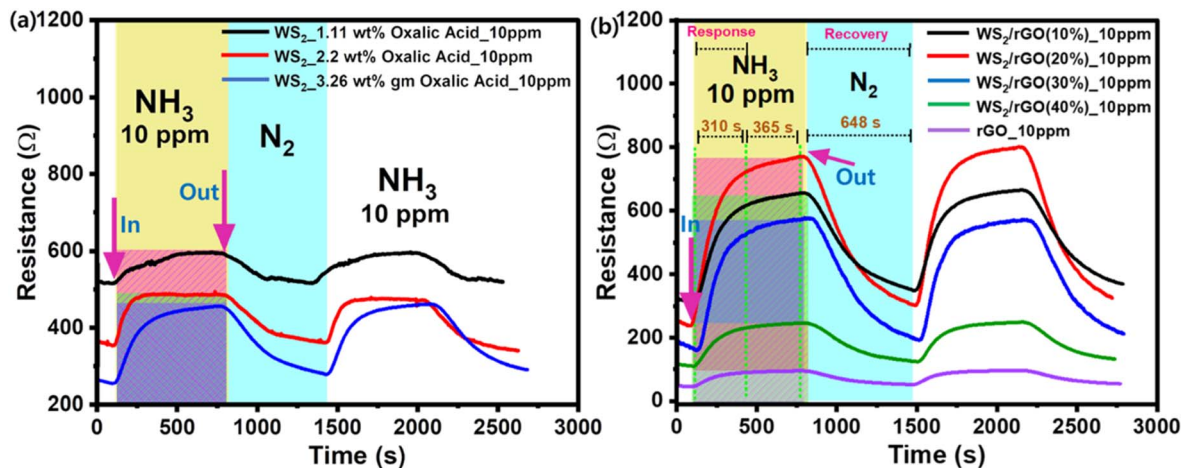 (a)
1200
1000
800
600
400
200
Resistance (Ω)
WS2_1.11 wt% Oxalic Acid_10ppm
WS2_2.2 wt% Oxalic Acid_10ppm
WS2_3.26 wt% gm Oxalic Acid_10ppm
NH3
10 ppm
N2
In
Out
NH3
10 ppm
0 500 1000 1500 2000 2500 3000
Time (s)
(b)
1200
1000
800
600
400
200
0
Resistance (Ω)
Response
Recovery
WS2/rGO(10%)_10ppm
WS2/rGO(20%)_10ppm
WS2/rGO(30%)_10ppm
WS2/rGO(40%)_10ppm
rGO_10ppm
NH3
10 ppm
N2
310 s 365 s 648 s
Out
In
0 500 1000 1500 2000 2500 3000
Time (s)